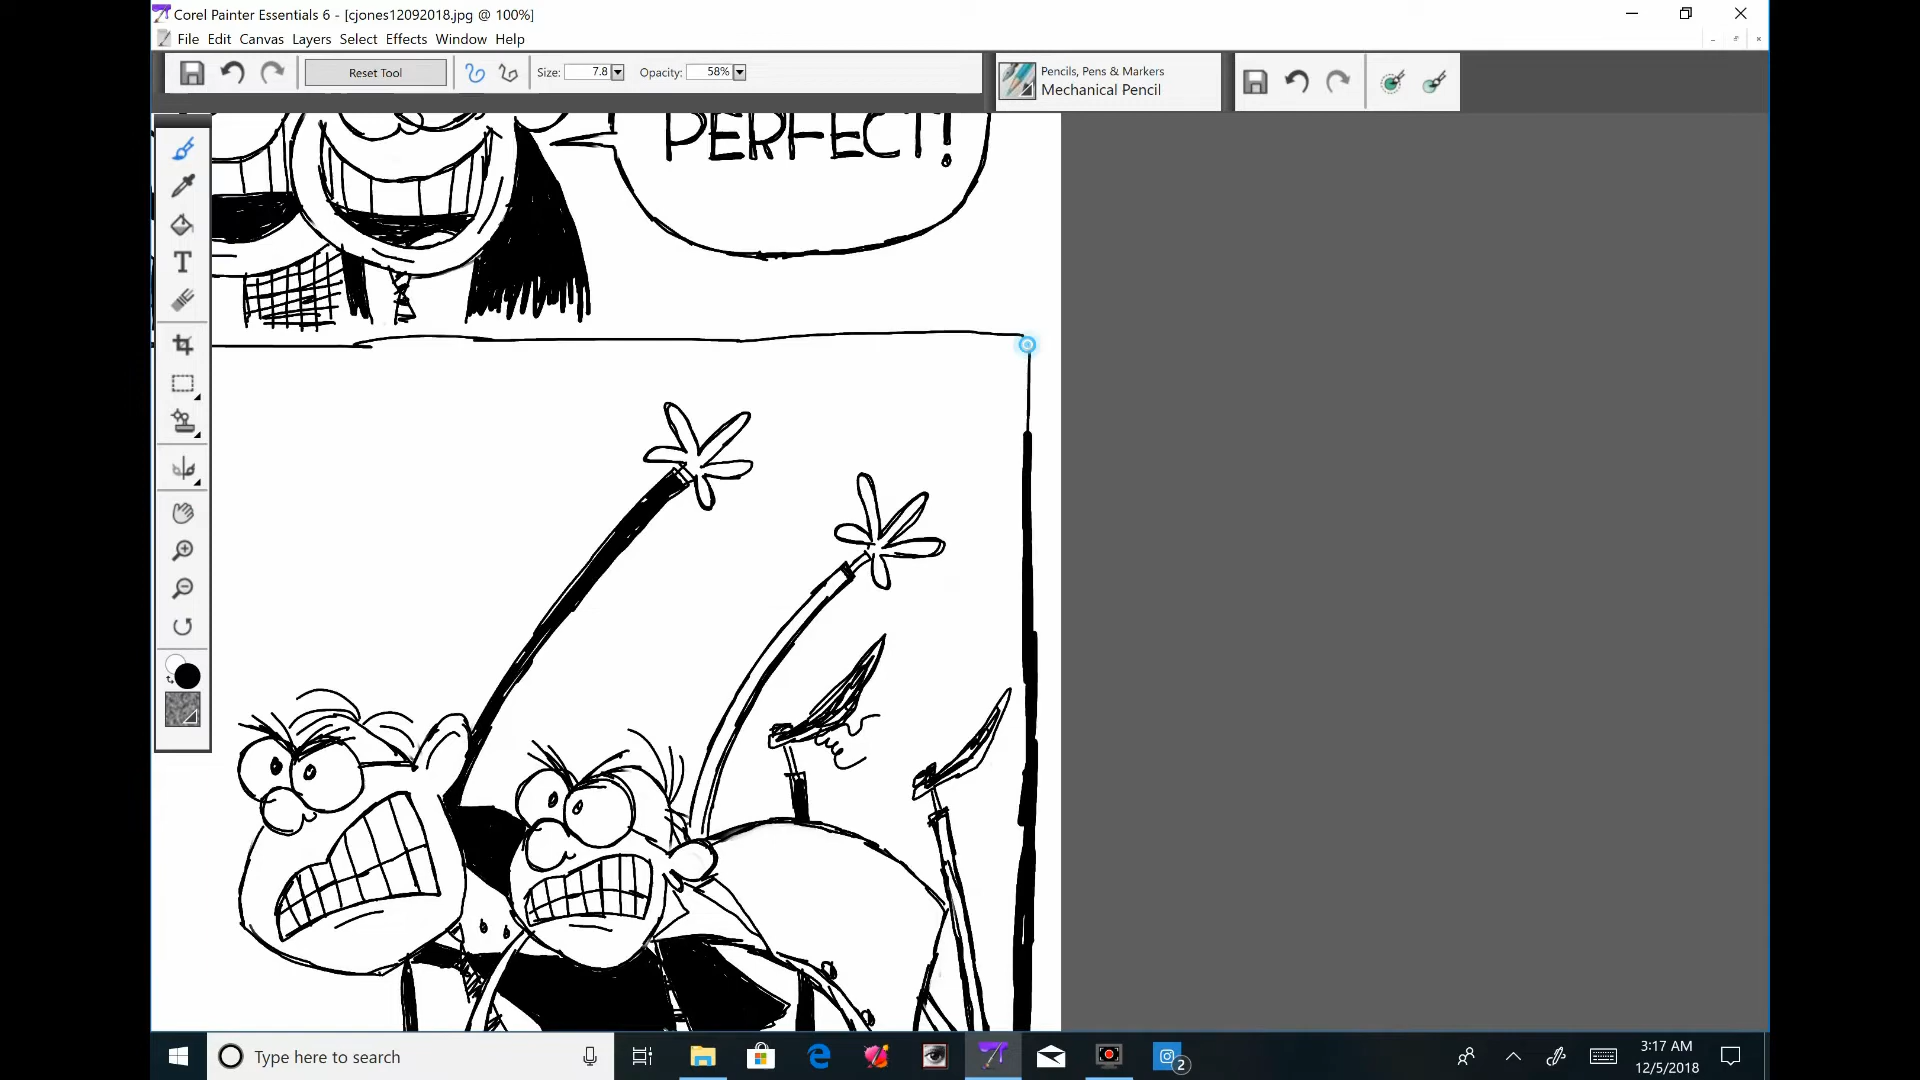 Corel Painter Essentials 6 - [cjones12092018.jpg @ 100%]
File Edit Canvas Layers Select Effects Window Help
Reset Tool Size: 7.8 Opacity: 58%
Pencils, Pens & Markers
Mechanical Pencil
PERFECT!
T
Type here to search
2
3:17 AM
12/5/2018